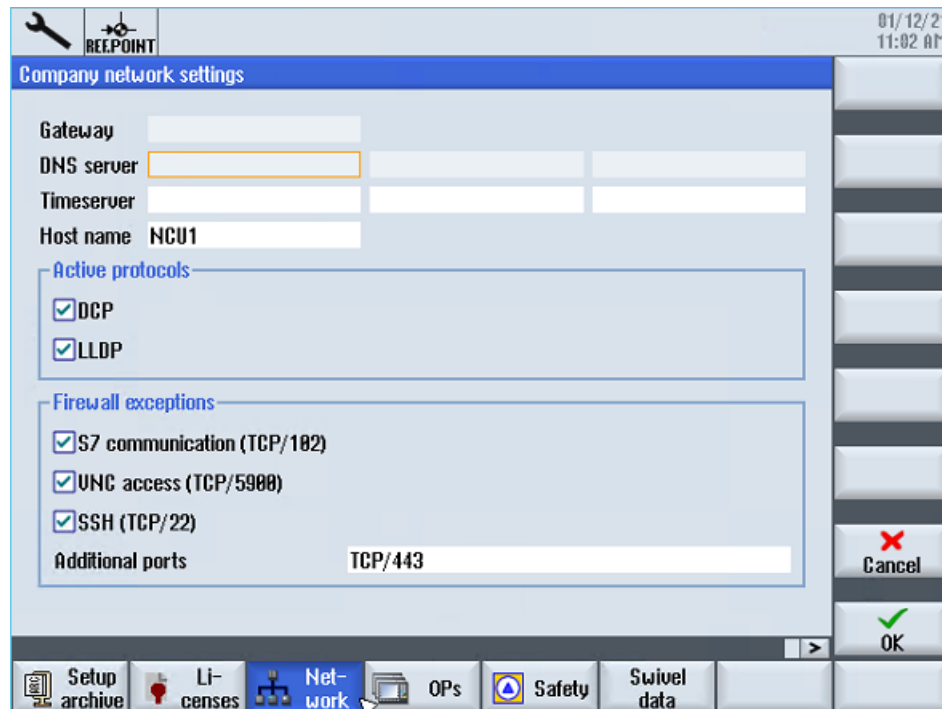 REF.POINT
01/12/2
11:02 AM
Company network settings
Gateway
DNS server
Timeserver
Host name NCU1
Active protocols
DCP
LLDP
Firewall exceptions
S7 communication (TCP/102)
VNC access (TCP/5900)
SSH (TCP/22)
Additional ports TCP/443
Cancel
>
OK
Setup archive
Li-censes
Net-work
OPs
Safety
Swivel data